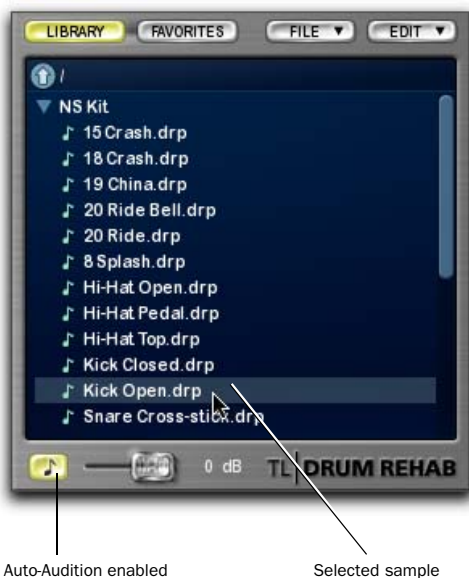 LIBRARY FAVORITES FILE ▼ EDIT ▼
/
NS Kit
15 Crash.drp
18 Crash.drp
19 China.drp
20 Ride Bell.drp
20 Ride.drp
8 Splash.drp
Hi-Hat Open.drp
Hi-Hat Pedal.drp
Hi-Hat Top.drp
Kick Closed.drp
Kick Open.drp
Snare Cross-stick.drp
0 dB TL DRUM REHAB
Auto-Audition enabled Selected sample